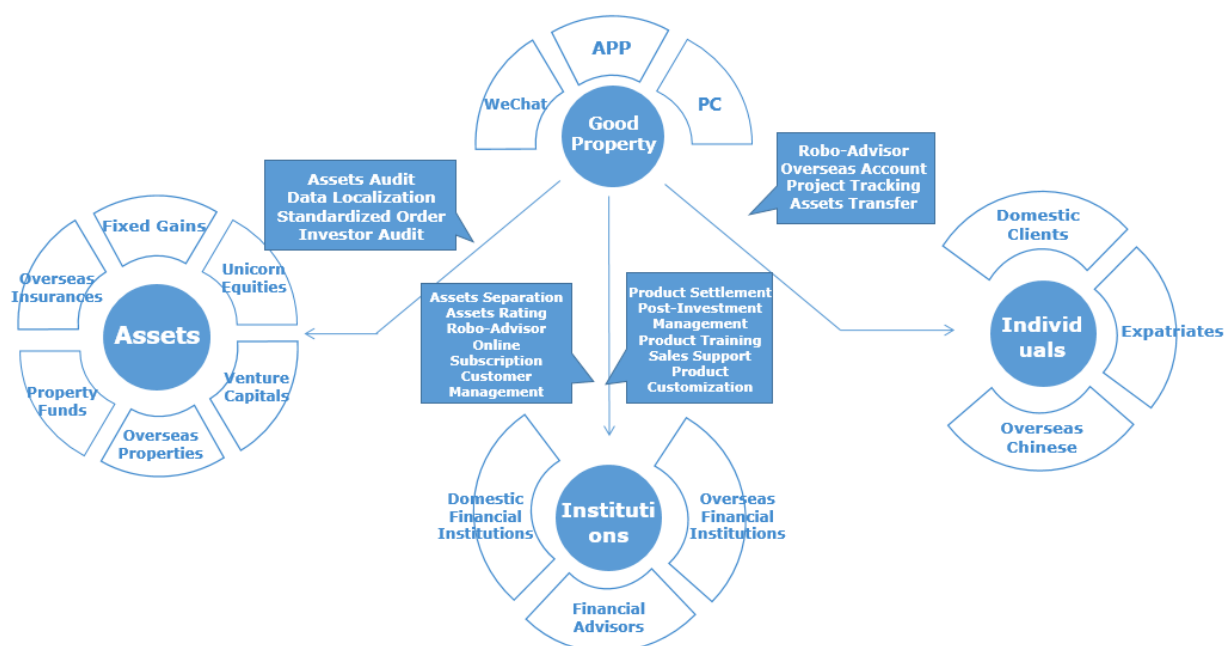 APP
WeChat
PC
Good
Property
Assets Audit
Data Localization
Standardized Order
Investor Audit
Robo-Advisor
Overseas Account
Project Tracking
Assets Transfer
Fixed Gains
Overseas
Insurances
Unicorn
Equities
Assets
Property
Funds
Venture
Capitals
Overseas
Properties
Assets Separation
Assets Rating
Robo-Advisor
Online
Subscription
Customer
Management
Product Settlement
Post-Investment
Management
Product Training
Sales Support
Product
Customization
Domestic
Clients
Individ
uals
Expatriates
Overseas
Chinese
Domestic
Financial
Institutions
Instituti
ons
Overseas
Financial
Institutions
Financial
Advisors